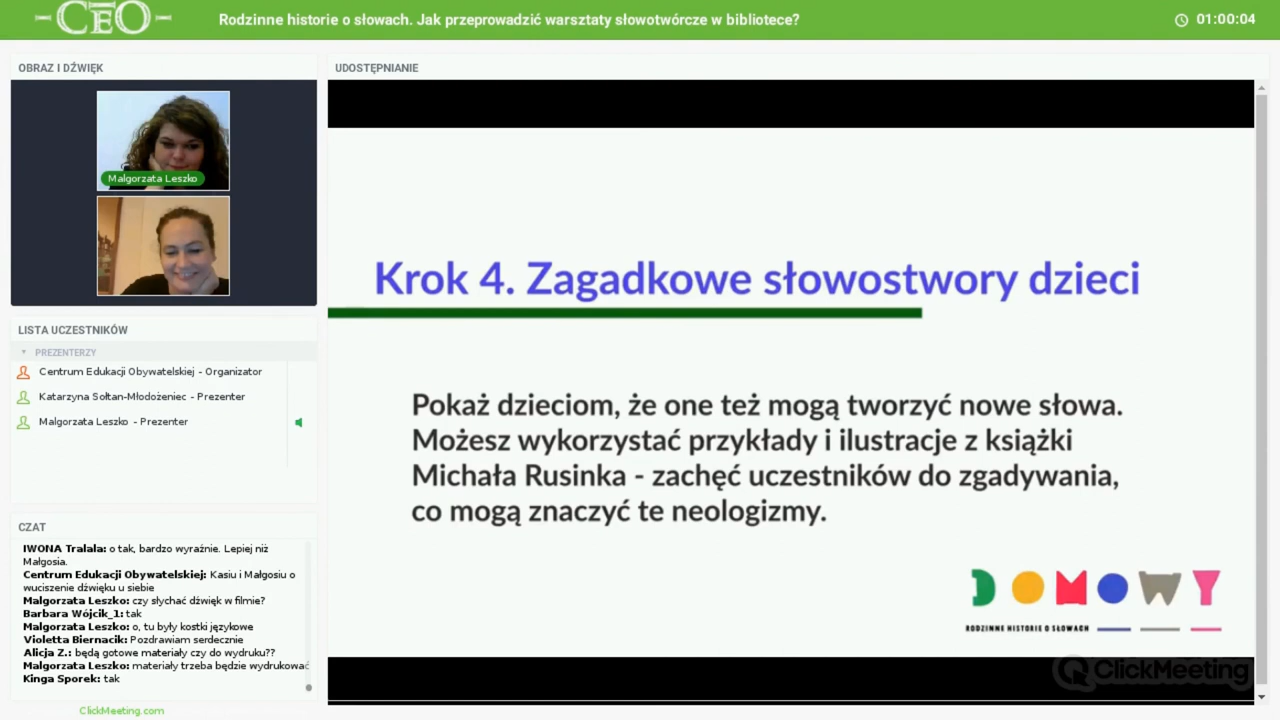 CEO
Rodzinne historie o słowach. Jak przeprowadzić warsztaty słowotwórcze w bibliotece?
01:00:04
OBRAZ I DŹWIĘK
Malgorzata Leszko
LISTA UCZESTNIKÓW
PREZENTERZY
Centrum Edukacji Obywatelskiej - Organizator
Katarzyna Sołtan-Młodożeniec - Prezenter
Malgorzata Leszko - Prezenter
CZAT
IWONA Tralala: o tak, bardzo wyraźnie. Lepiej niż
Małgosia.
Centrum Edukacji Obywatelskiej: Kasiu i Małgosiu o
wuciszenie dźwięku u siebie
Malgorzata Leszko: czy słychać dźwięk w filmie?
Barbara Wójcik_1: tak
Malgorzata Leszko: o, tu były kostki językowe
Violetta Biernacik: Pozdrawiam serdecznie
Alicja Z.: będą gotowe materiały czy do wydruku??
Malgorzata Leszko: materiały trzeba będzie wydrukować
Kinga Sporek: tak
ClickMeeting.com
UDOSTĘPNIANIE
Krok 4. Zagadkowe słowostwory dzieci
Pokaż dzieciom, że one też mogą tworzyć nowe słowa.
Możesz wykorzystać przykłady i ilustracje z książki
Michała Rusinka - zachęć uczestników do zgadywania,
co mogą znaczyć te neologizmy.
DOMOWY
RODZINNE HISTORIE O SŁOWACH
ClickMeeting